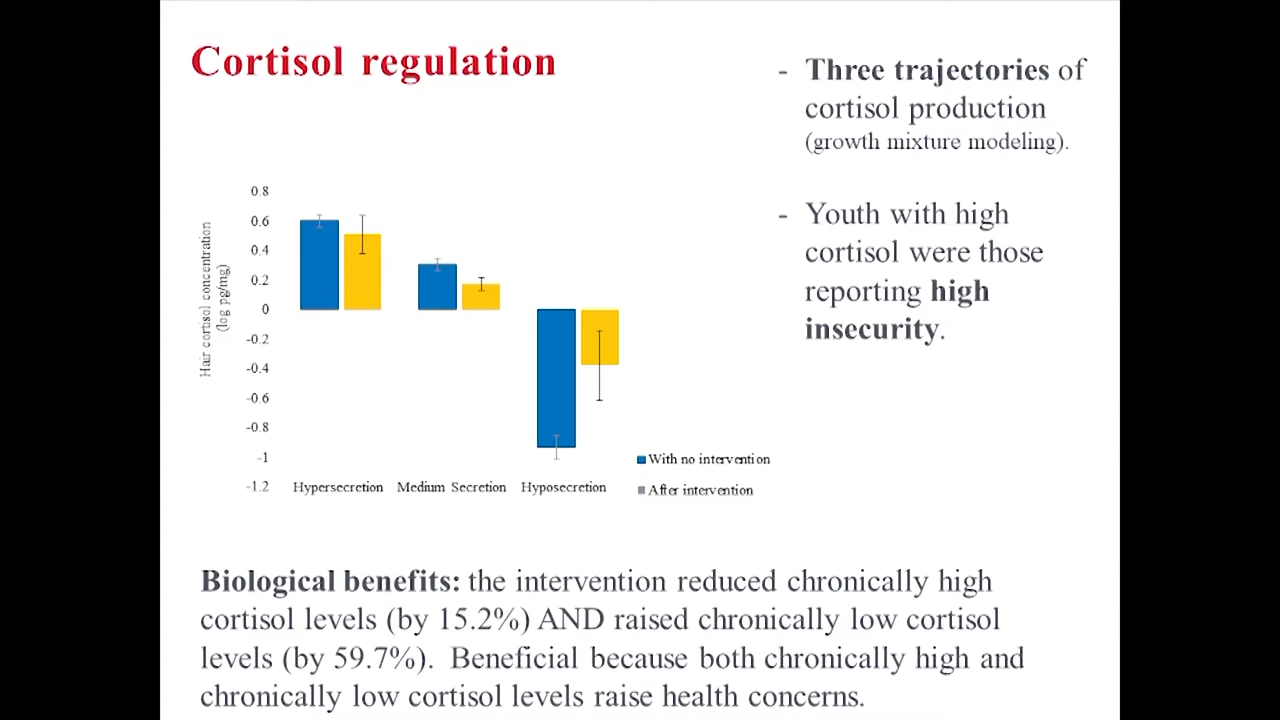 Cortisol regulation
- Three trajectories of
cortisol production
(growth mixture modeling).
- Youth with high
cortisol were those
reporting high
insecurity.
Hair cortisol concentration
(log pg/mg)
0.8
0.6
0.4
0.2
0
-0.2
-0.4
-0.6
-0.8
-1
-1.2
Hypersecretion Medium Secretion Hyposecretion
With no intervention
After intervention
Biological benefits: the intervention reduced chronically high
cortisol levels (by 15.2%) AND raised chronically low cortisol
levels (by 59.7%). Beneficial because both chronically high and
chronically low cortisol levels raise health concerns.